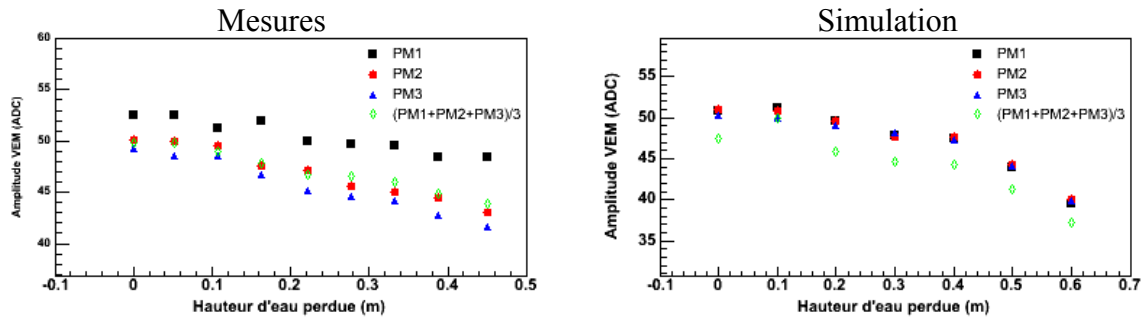 Mesures
Amplitude VEM (ADC)
60
55
50
45
40
PM1
PM2
PM3
(PM1+PM2+PM3)/3
-0.1 0 0.1 0.2 0.3 0.4 0.5
Hauteur d'eau perdue (m)
Simulation
Amplitude VEM (ADC)
55
50
45
40
35
PM1
PM2
PM3
(PM1+PM2+PM3)/3
-0.1 0 0.1 0.2 0.3 0.4 0.5 0.6 0.7
Hauteur d'eau perdue (m)